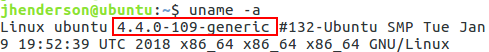 jhenderson@ubuntu:~$ uname -a
Linux ubuntu 4.4.0-109-generic #132-Ubuntu SMP Tue Jan
9 19:52:39 UTC 2018 x86_64 x86_64 x86_64 GNU/Linux